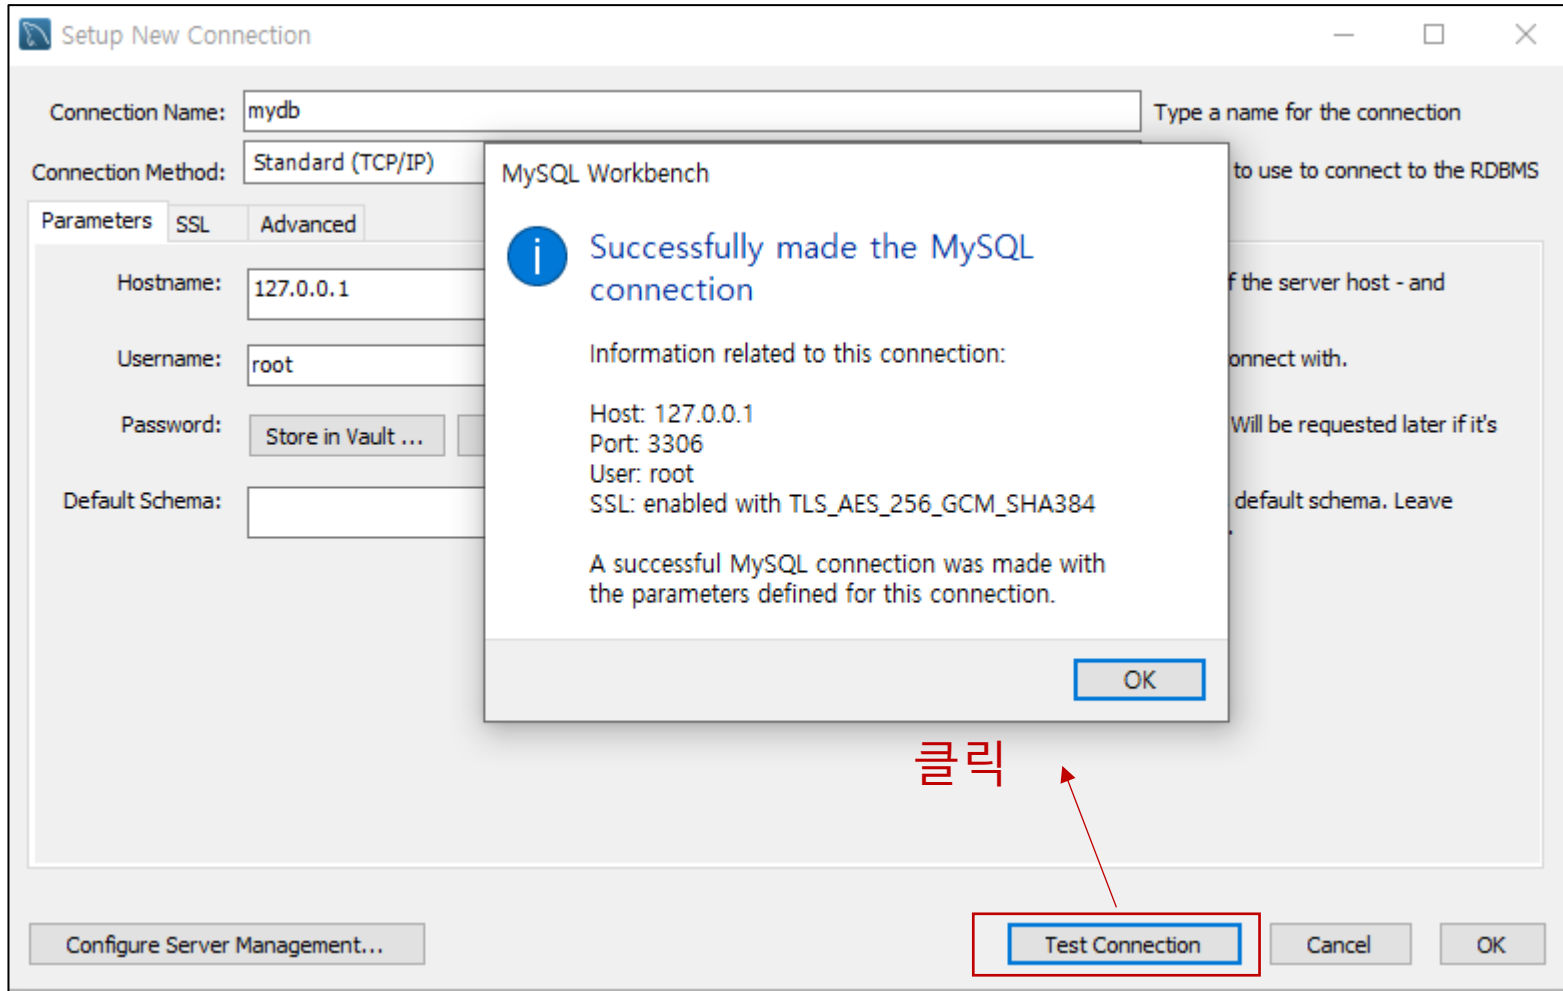 Setup New Connection
Connection Name:
mydb
Type a name for the connection
Connection Method:
Standard (TCP/IP)
to use to connect to the RDBMS
Parameters
SSL
Advanced
Hostname:
127.0.0.1
f the server host - and
Username:
root
onnect with.
Password:
Store in Vault ...
Will be requested later if it's
Default Schema:
default schema. Leave
MySQL Workbench
Successfully made the MySQL
connection
Information related to this connection:
Host: 127.0.0.1
Port: 3306
User: root
SSL: enabled with TLS_AES_256_GCM_SHA384
A successful MySQL connection was made with
the parameters defined for this connection.
OK
클릭
Configure Server Management...
Test Connection
Cancel
OK